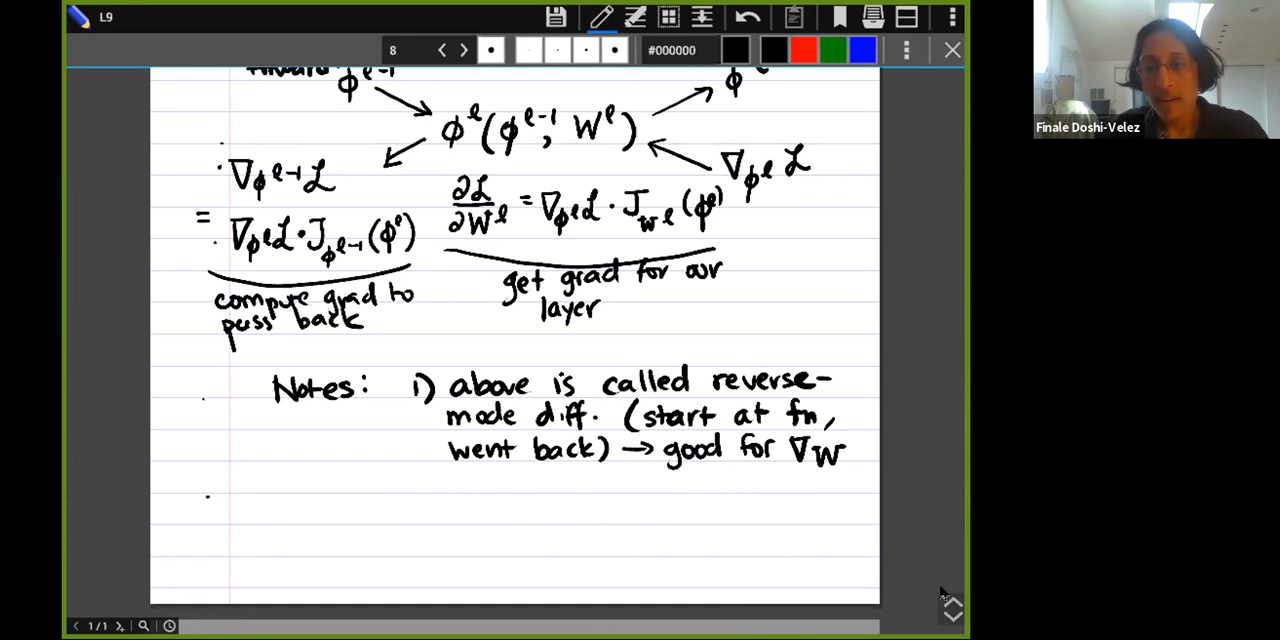 L9
8
#000000
forward
ϕ^{ℓ-1}
ϕ^ℓ
ϕ^ℓ(ϕ^{ℓ-1}; W^ℓ)
∇_{ϕ^{ℓ-1}} ℒ
∇_{ϕ^ℓ} ℒ
∂ℒ/∂W^ℓ = ∇_{ϕ^ℓ} ℒ · J_{W^ℓ}(ϕ^ℓ)
= ∇_{ϕ^ℓ} ℒ · J_{ϕ^{ℓ-1}}(ϕ^ℓ)
get grad for our
layer
compute grad to
pass back
Notes: 1) above is called reverse-
mode diff. (start at fn,
went back) → good for ∇W
1/1
Finale Doshi-Velez